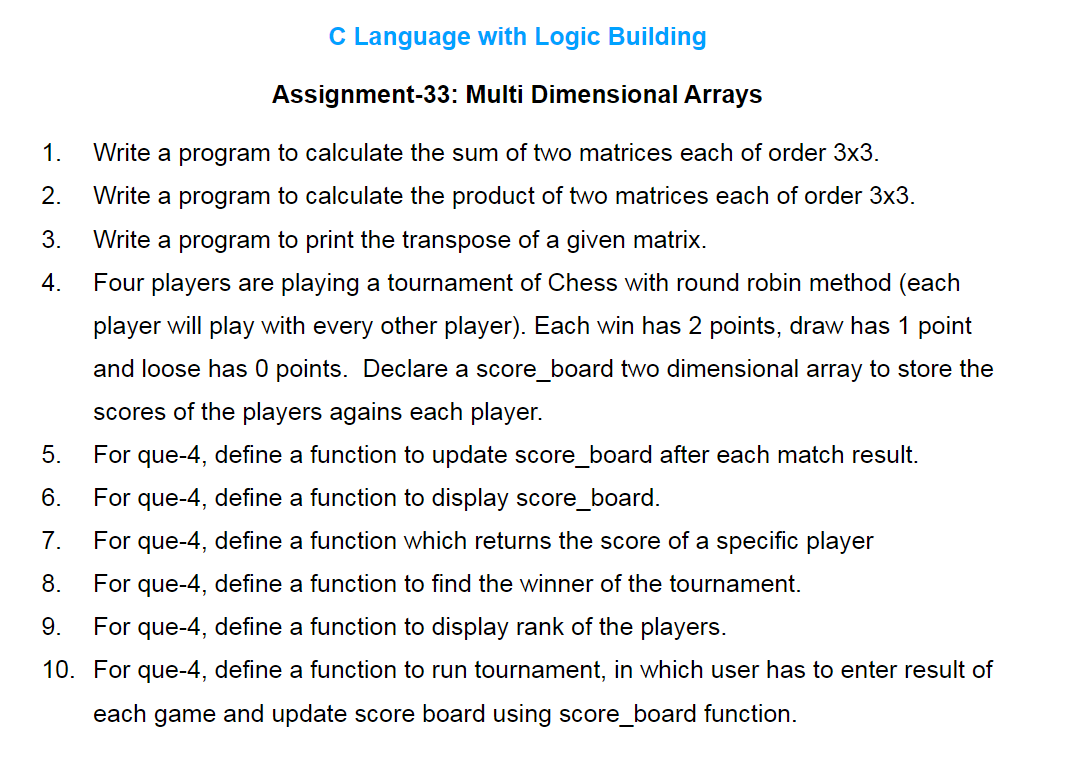 C Language with Logic Building
Assignment-33: Multi Dimensional Arrays
1. Write a program to calculate the sum of two matrices each of order 3x3.
2. Write a program to calculate the product of two matrices each of order 3x3.
3. Write a program to print the transpose of a given matrix.
4. Four players are playing a tournament of Chess with round robin method (each
player will play with every other player). Each win has 2 points, draw has 1 point
and loose has 0 points.  Declare a score_board two dimensional array to store the
scores of the players agains each player.
5. For que-4, define a function to update score_board after each match result.
6. For que-4, define a function to display score_board.
7. For que-4, define a function which returns the score of a specific player
8. For que-4, define a function to find the winner of the tournament.
9. For que-4, define a function to display rank of the players.
10. For que-4, define a function to run tournament, in which user has to enter result of
each game and update score board using score_board function.